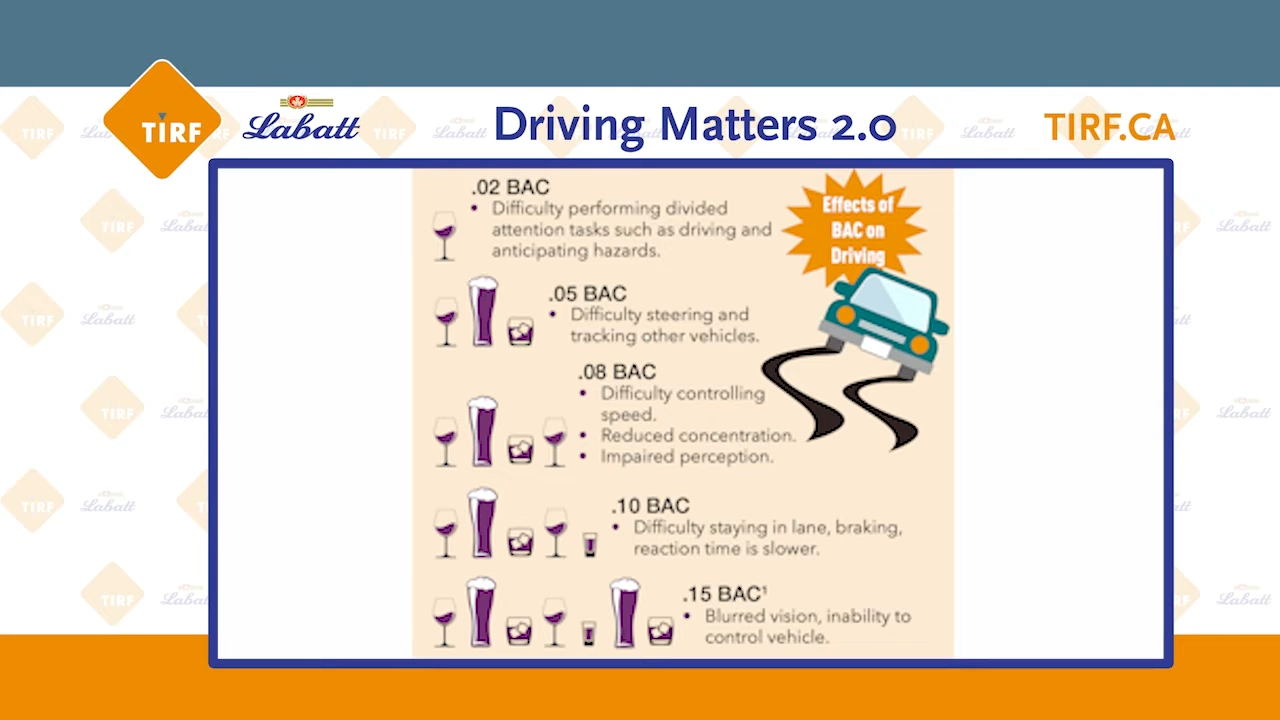 TIRF
Labatt
Driving Matters 2.0
TIRF.CA
.02 BAC
• Difficulty performing divided
attention tasks such as driving and
anticipating hazards.
Effects of
BAC on
Driving
.05 BAC
• Difficulty steering and
tracking other vehicles.
.08 BAC
• Difficulty controlling
speed.
• Reduced concentration.
• Impaired perception.
.10 BAC
• Difficulty staying in lane, braking,
reaction time is slower.
.15 BAC¹
• Blurred vision, inability to
control vehicle.